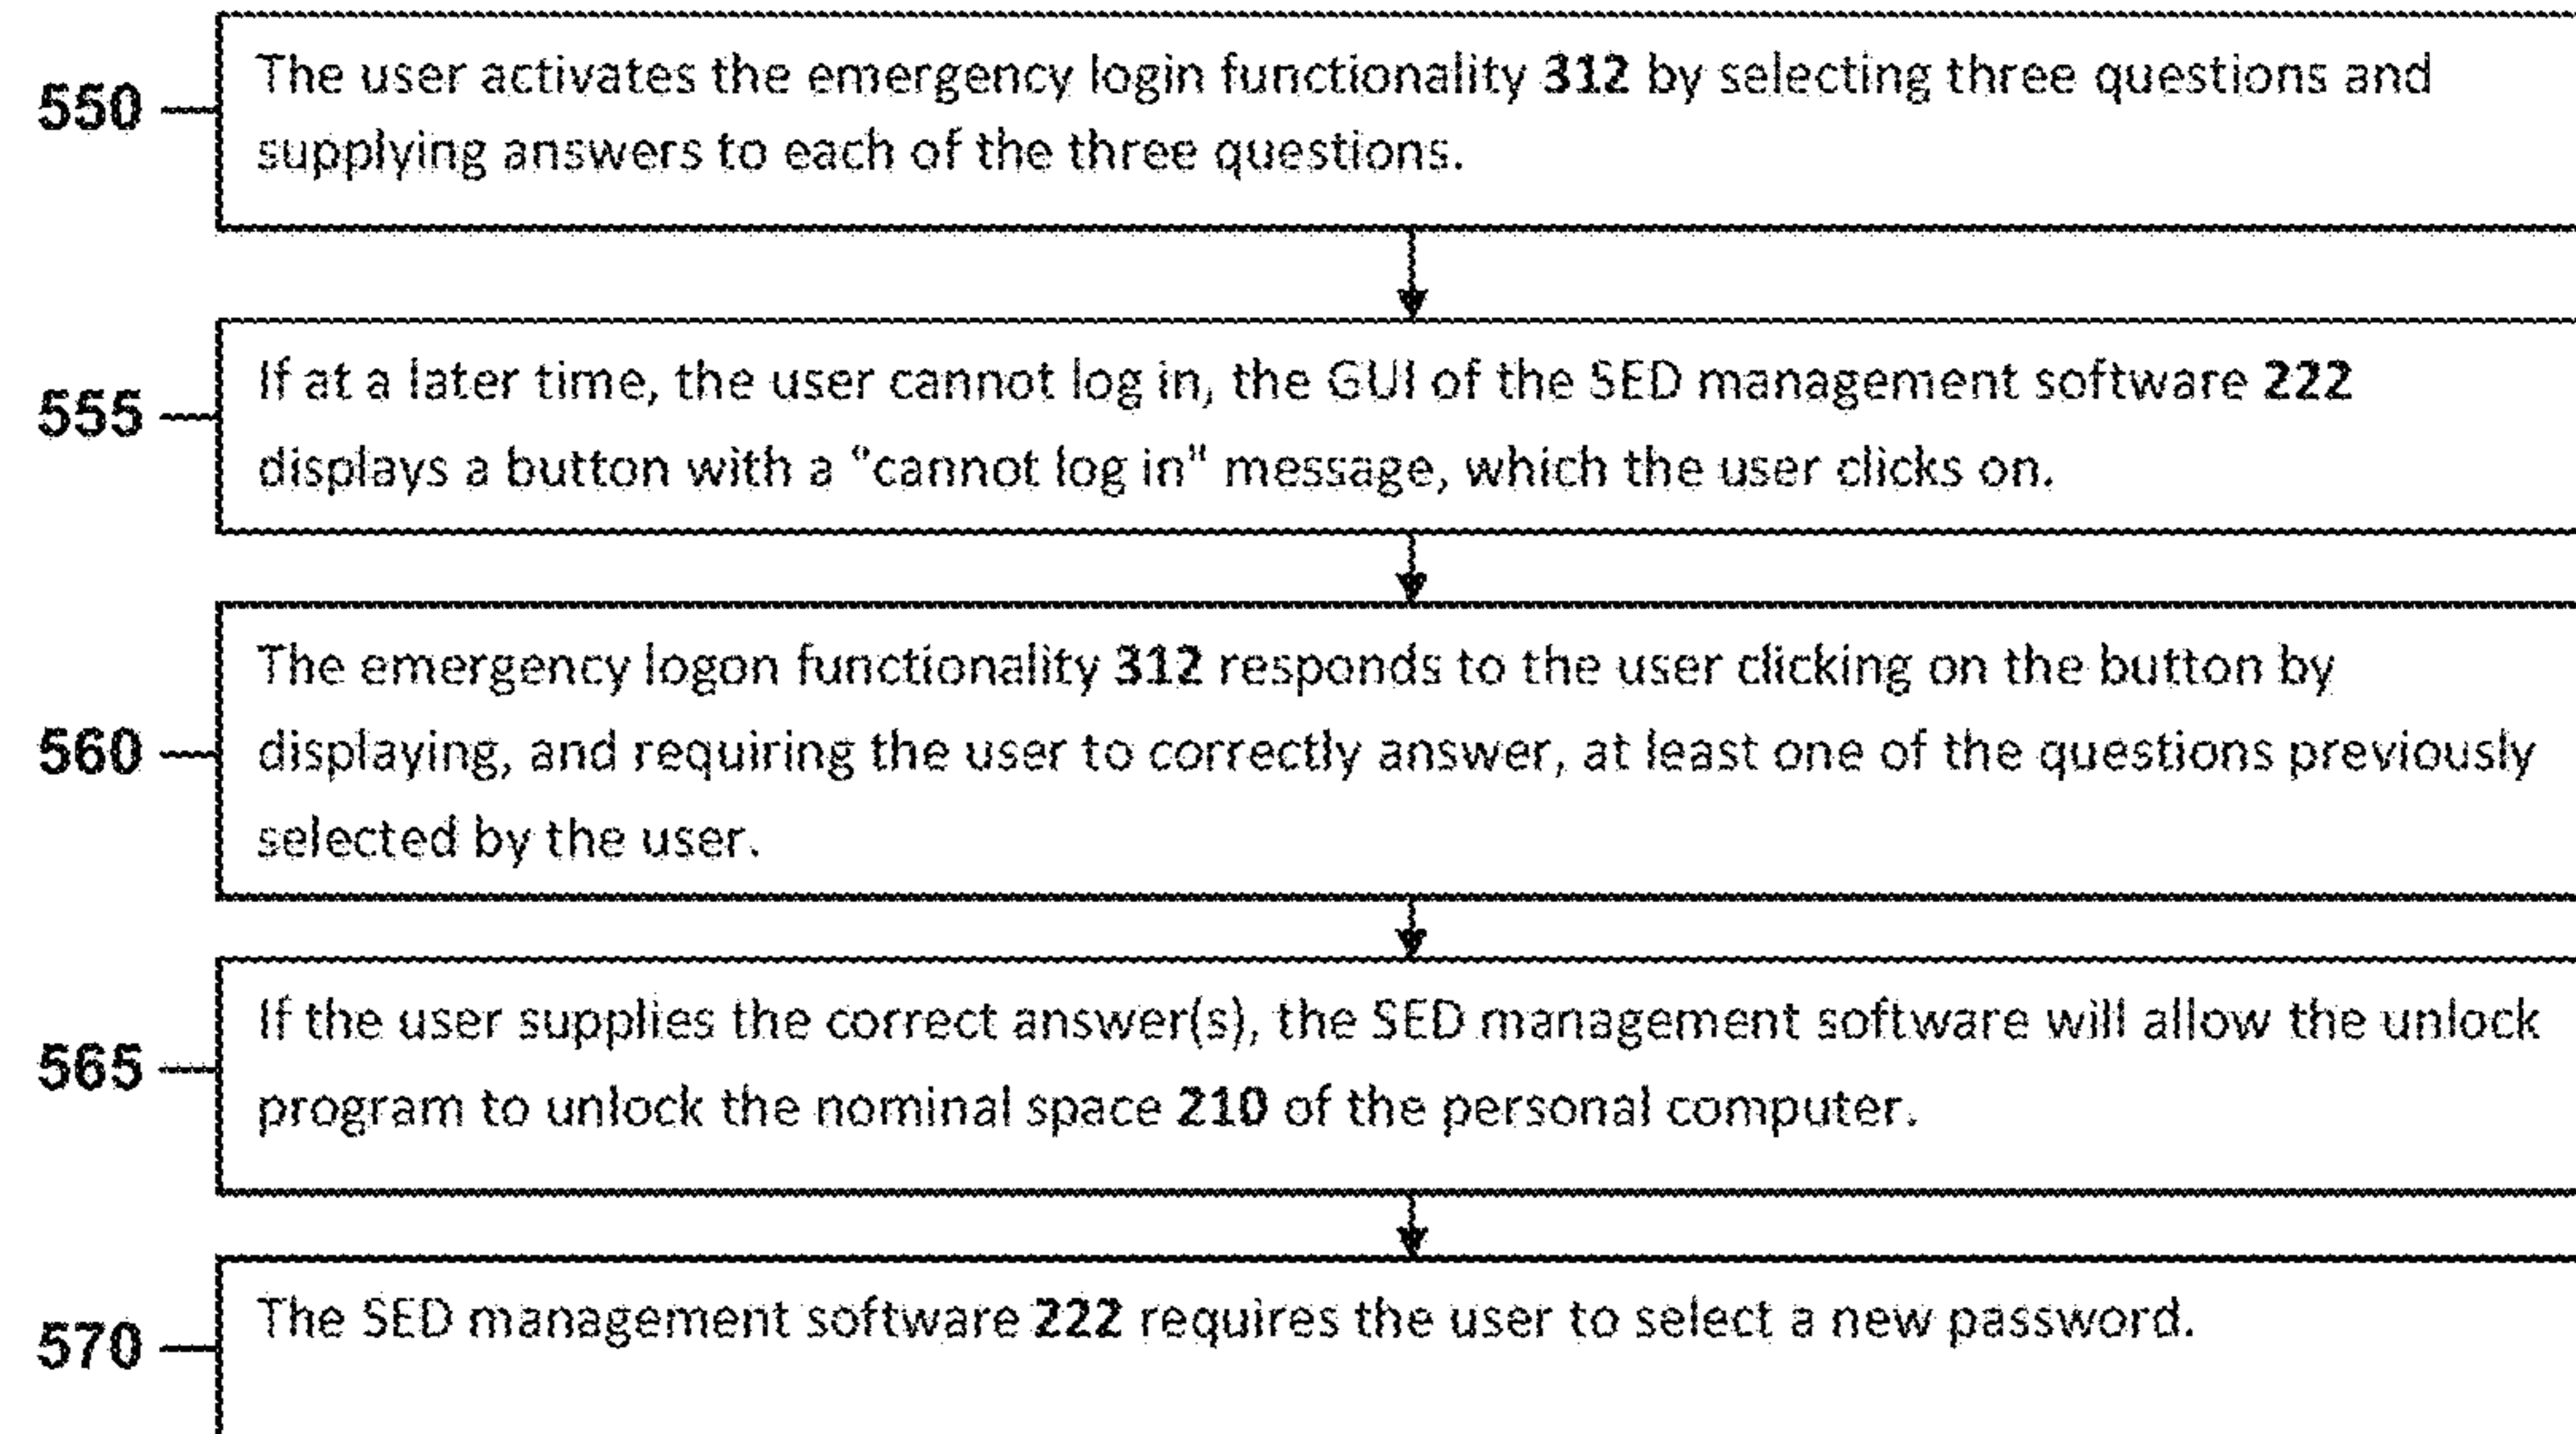 550
The user activates the emergency login functionality 312 by selecting three questions and
supplying answers to each of the three questions.
555
If at a later time, the user cannot log in, the GUI of the SED management software 222
displays a button with a "cannot log in" message, which the user clicks on.
560
The emergency logon functionality 312 responds to the user clicking on the button by
displaying, and requiring the user to correctly answer, at least one of the questions previously
selected by the user.
565
If the user supplies the correct answer(s), the SED management software will allow the unlock
program to unlock the nominal space 210 of the personal computer.
570
The SED management software 222 requires the user to select a new password.